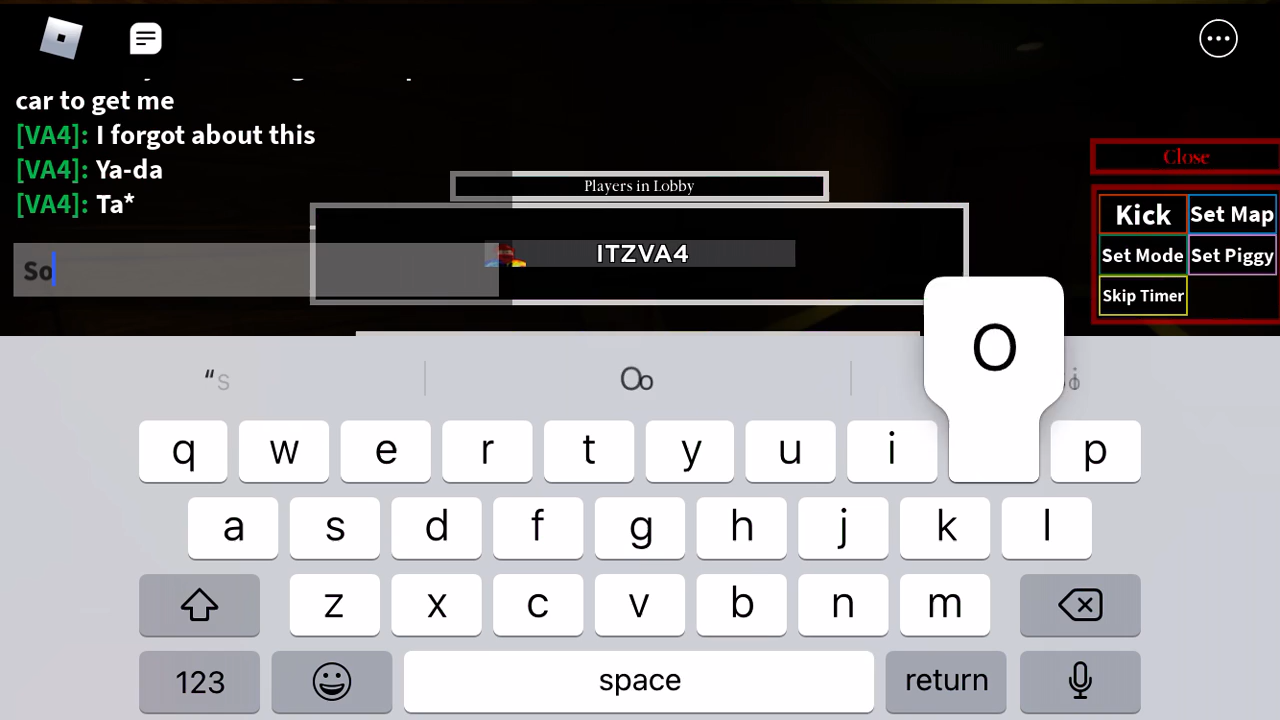 car to get me
[VA4]: I forgot about this
[VA4]: Ya-da
[VA4]: Ta*
So
Players in Lobby
ITZVA4
Close
Kick Set Map
Set Mode Set Piggy
Skip Timer
O
q w e r t y u i p
a s d f g h j k l
z x c v b n m
123 space return